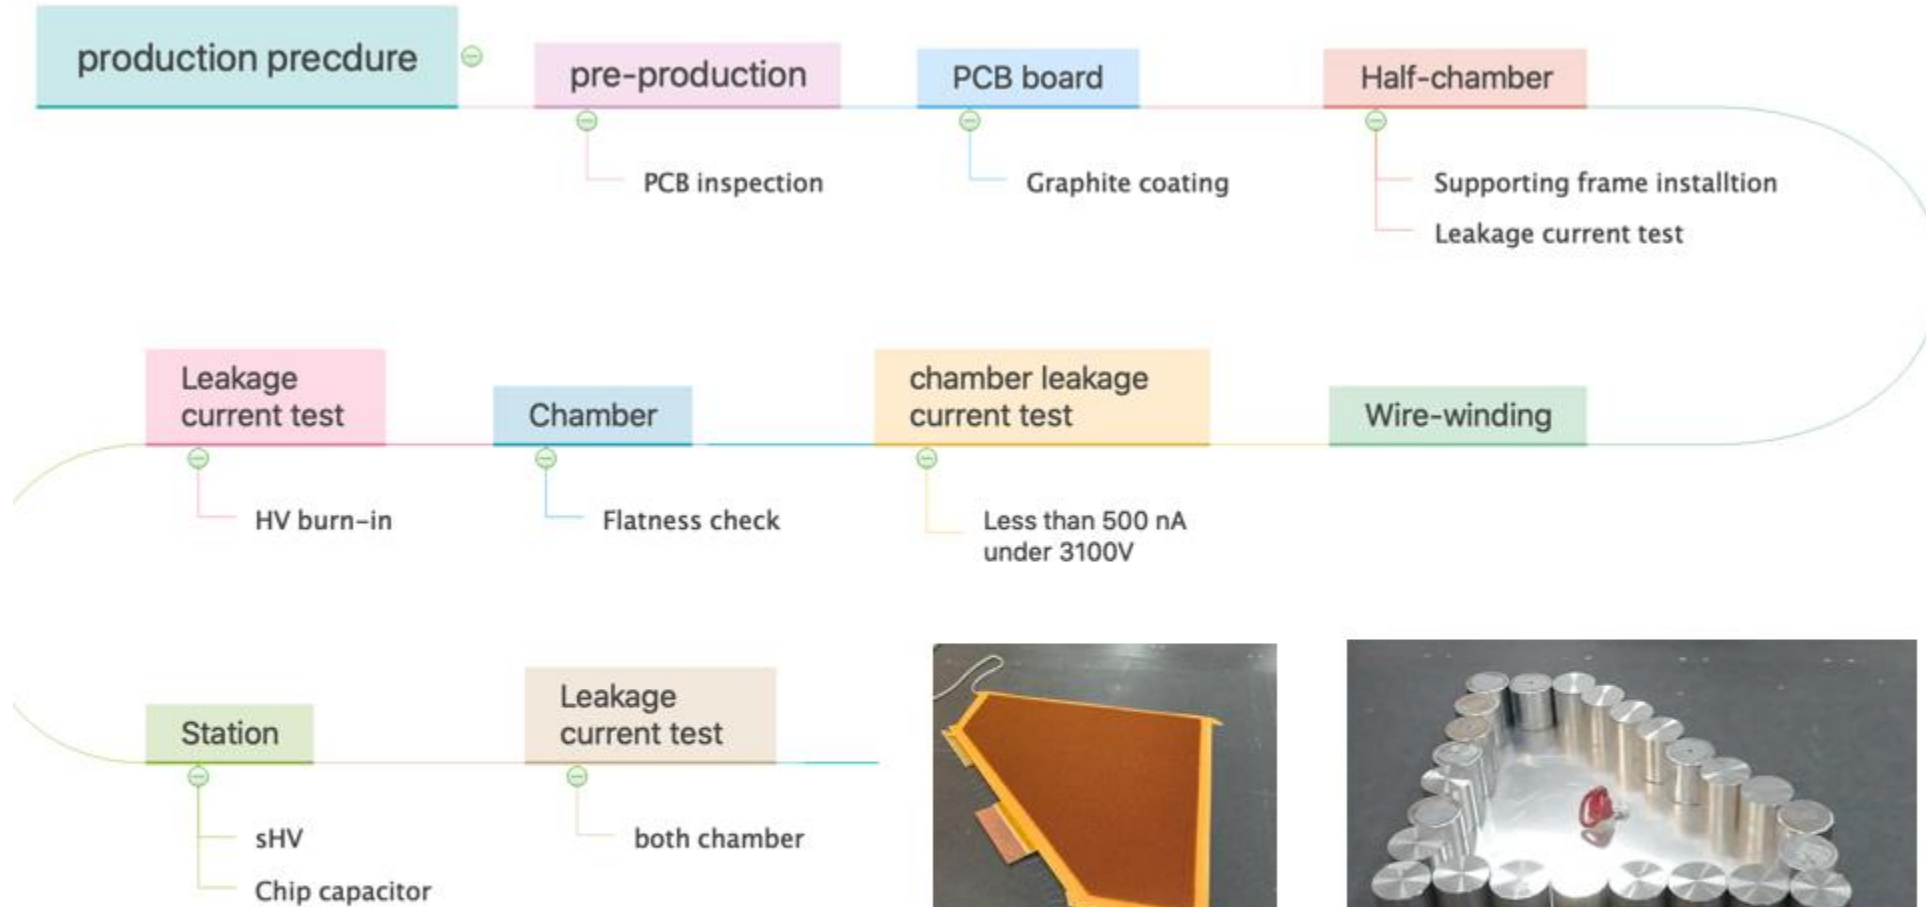 production precdure
pre-production
PCB board
Half-chamber
PCB inspection
Graphite coating
Supporting frame installtion
Leakage current test
Leakage
current test
Chamber
chamber leakage
current test
Wire-winding
HV burn-in
Flatness check
Less than 500 nA
under 3100V
Station
Leakage
current test
sHV
Chip capacitor
both chamber